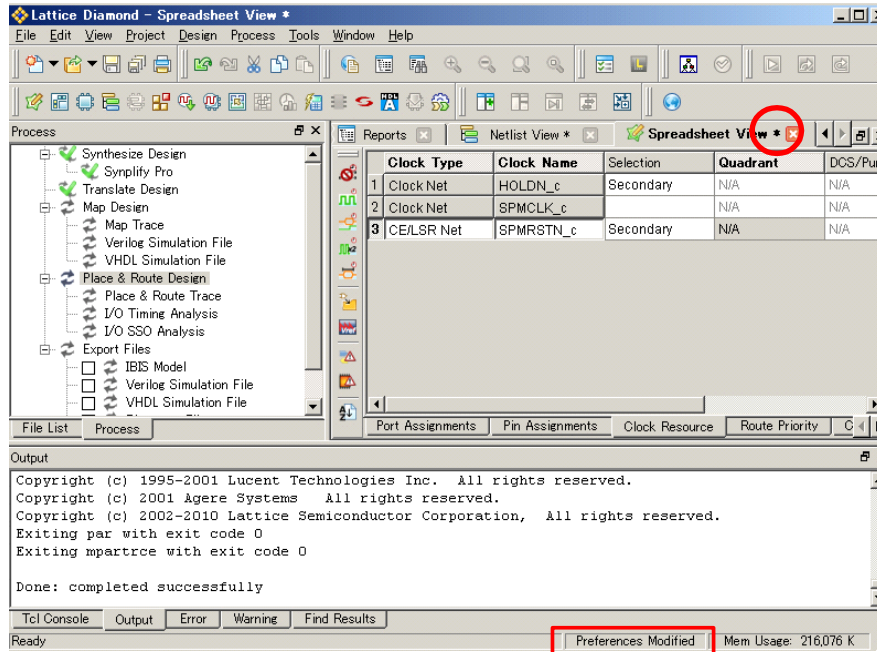 Lattice Diamond - Spreadsheet View *
File Edit View Project Design Process Tools Window Help
Process
Reports
Netlist View *
Spreadsheet View *
Synthesize Design
Synplify Pro
Translate Design
Map Design
Map Trace
Verilog Simulation File
VHDL Simulation File
Place & Route Design
Place & Route Trace
I/O Timing Analysis
I/O SSO Analysis
Export Files
IBIS Model
Verilog Simulation File
VHDL Simulation File
File List Process
Clock Type Clock Name Selection Quadrant DCS/Pur
1 Clock Net HOLDN_c Secondary N/A N/A
2 Clock Net SPMCLK_c N/A N/A
3 CE/LSR Net SPMRSTN_c Secondary N/A N/A
Port Assignments Pin Assignments Clock Resource Route Priority C
Output
Copyright (c) 1995-2001 Lucent Technologies Inc. All rights reserved.
Copyright (c) 2001 Agere Systems All rights reserved.
Copyright (c) 2002-2010 Lattice Semiconductor Corporation, All rights reserved.
Exiting par with exit code 0
Exiting mpartrce with exit code 0
Done: completed successfully
Tcl Console Output Error Warning Find Results
Ready Preferences Modified Mem Usage: 216,076 K